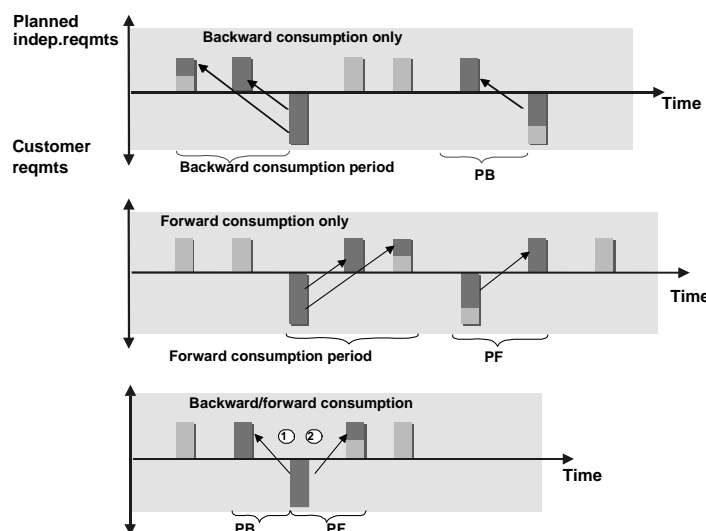 Planned
indep.reqmts
Backward consumption only
Time
Customer
reqmts
Backward consumption period
PB
Forward consumption only
Time
Forward consumption period
PF
Backward/forward consumption
1 2
Time
PB PF